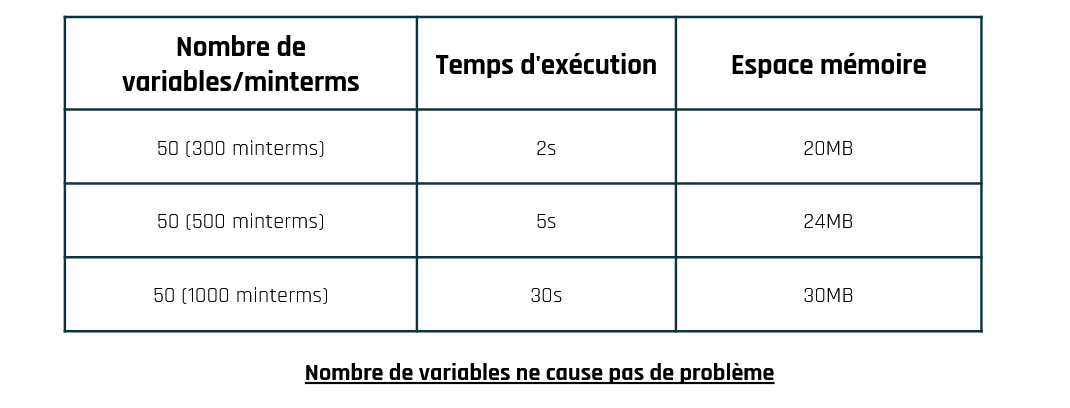 Nombre de
variables/minterms
Temps d'exécution
Espace mémoire
50 (300 minterms)
2s
20MB
50 (500 minterms)
5s
24MB
50 (1000 minterms)
30s
30MB
Nombre de variables ne cause pas de problème